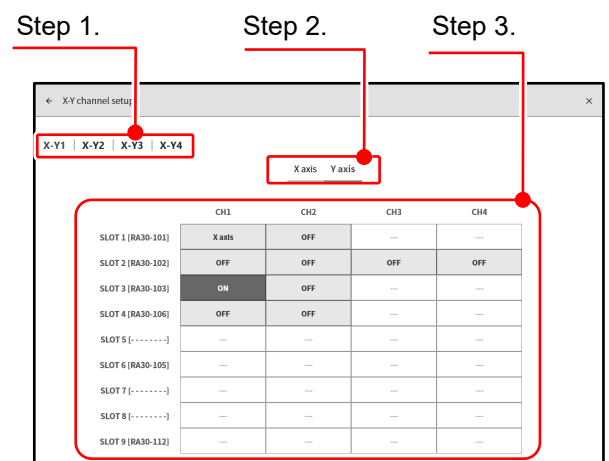 Step 1. Step 2. Step 3.
← X-Y channel setup ×
X-Y1 | X-Y2 | X-Y3 | X-Y4
X axis Y axis
CH1 CH2 CH3 CH4
SLOT 1 [RA30-101] X axis OFF --- ---
SLOT 2 [RA30-102] OFF OFF OFF OFF
SLOT 3 [RA30-103] ON OFF --- ---
SLOT 4 [RA30-106] OFF OFF --- ---
SLOT 5 [--------] --- --- --- ---
SLOT 6 [RA30-105] --- --- --- ---
SLOT 7 [--------] --- --- --- ---
SLOT 8 [--------] --- --- --- ---
SLOT 9 [RA30-112] --- --- --- ---